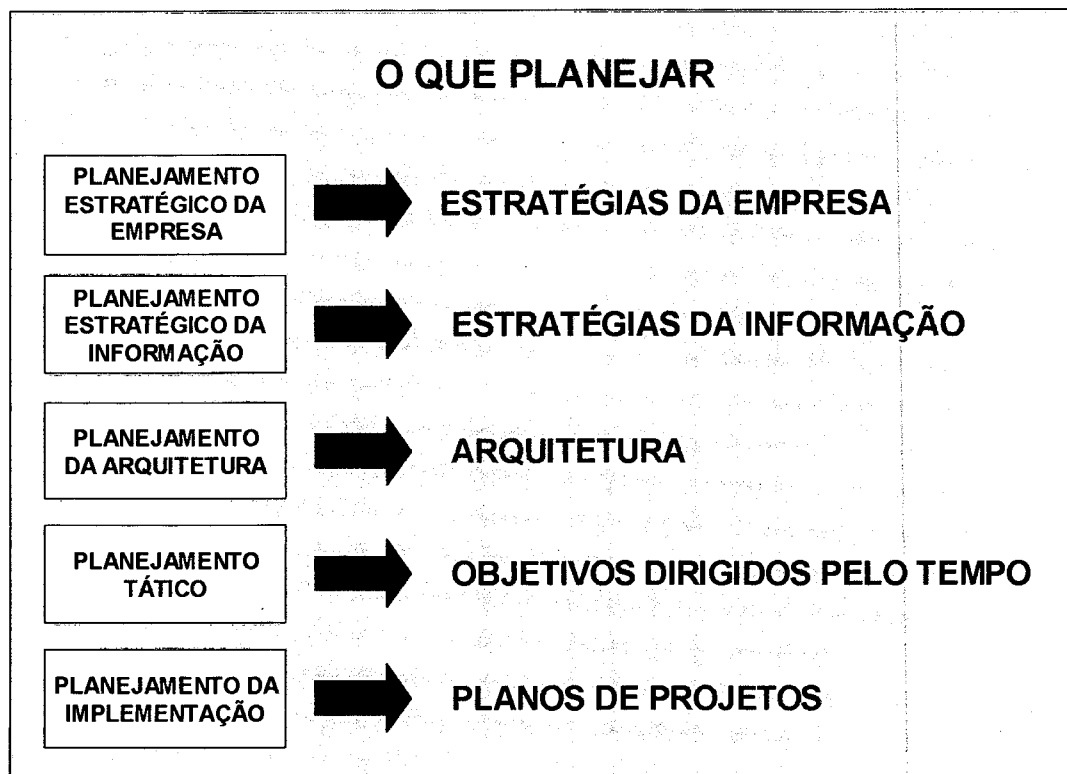 O QUE PLANEJAR
PLANEJAMENTO
ESTRATÉGICO DA
EMPRESA
ESTRATÉGIAS DA EMPRESA
PLANEJAMENTO
ESTRATÉGICO DA
INFORMAÇÃO
ESTRATÉGIAS DA INFORMAÇÃO
PLANEJAMENTO
DA ARQUITETURA
ARQUITETURA
PLANEJAMENTO
TÁTICO
OBJETIVOS DIRIGIDOS PELO TEMPO
PLANEJAMENTO DA
IMPLEMENTAÇÃO
PLANOS DE PROJETOS